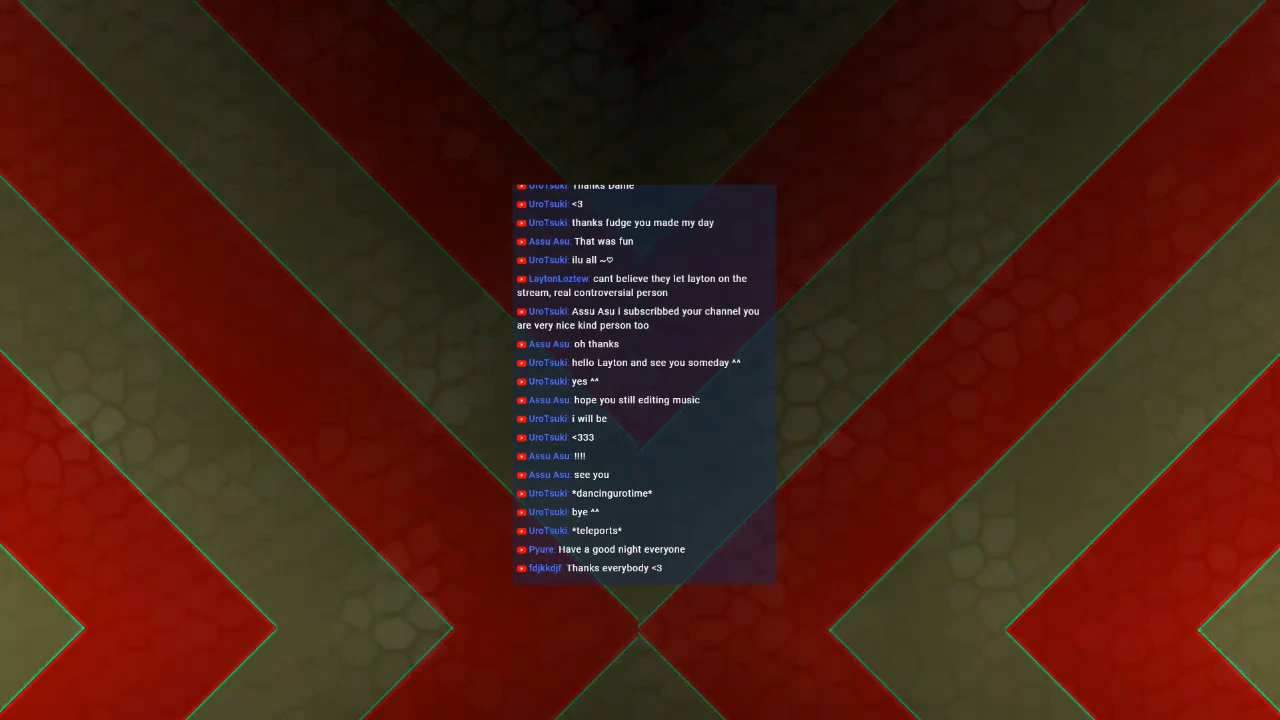 UroTsuki: Thanks Dame
UroTsuki: <3
UroTsuki: thanks fudge you made my day
Assu Asu: That was fun
UroTsuki: ilu all ~♡
LaytonLoztew: cant believe they let layton on the
stream, real controversial person
UroTsuki: Assu Asu i subscribbed your channel you
are very nice kind person too
Assu Asu: oh thanks
UroTsuki: hello Layton and see you someday ^^
UroTsuki: yes ^^
Assu Asu: hope you still editing music
UroTsuki: i will be
UroTsuki: <333
Assu Asu: !!!!
Assu Asu: see you
UroTsuki: *dancingurotime*
UroTsuki: bye ^^
UroTsuki: *teleports*
Pyure: Have a good night everyone
fdjkkdjf: Thanks everybody <3